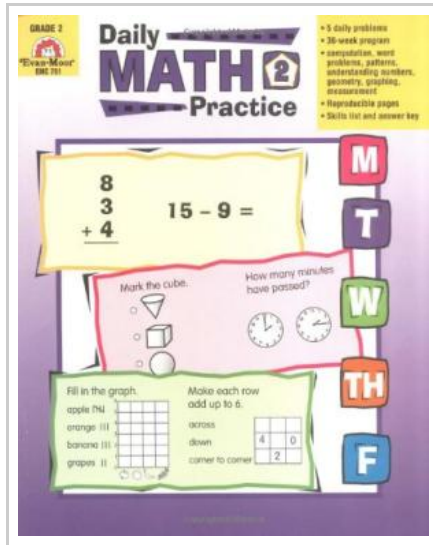 GRADE 2
Evan-Moor
EMC 751
Daily
MATH 2
Practice
• 5 daily problems
• 36-week program
• computation, word
problems, patterns,
understanding numbers,
geometry, graphing,
measurement
• Reproducible pages
• Skills list and answer key
M
T
W
TH
F
8
3
+ 4
15 – 9 =
Mark the cube.
How many minutes
have passed?
Fill in the graph.
apple
orange |||
banana |||
grapes ||
Make each row
add up to 6.
across
down
corner to corner
4 0
2